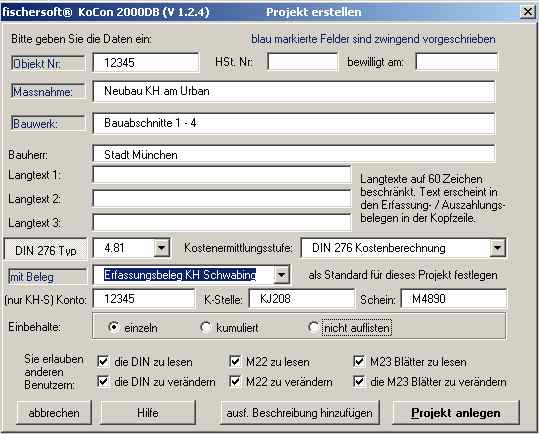 fischersoft® KoCon 2000DB (V 1.2.4) Projekt erstellen
Bitte geben Sie die Daten ein: blau markierte Felder sind zwingend vorgeschrieben
Objekt Nr: 12345 HSt. Nr: bewilligt am:
Massnahme: Neubau KH am Urban
Bauwerk: Bauabschnitte 1 - 4
Bauherr: Stadt München
Langtext 1:
Langtext 2:
Langtext 3:
Langtexte auf 60 Zeichen
beschränkt. Text erscheint in
den Erfassung- / Auszahlungs-
belegen in der Kopfzeile.
DIN 276 Typ 4.81 Kostenermittlungsstufe: DIN 276 Kostenberechnung
mit Beleg Erfassungsbeleg KH Schwabing als Standard für dieses Projekt festlegen
(nur KH-S) Konto: 12345 K-Stelle: KJ208 Schein: M4890
Einbehalte: einzeln kumuliert nicht auflisten
Sie erlauben
anderen
Benutzern:
die DIN zu lesen M22 zu lesen M23 Blätter zu lesen
die DIN zu verändern M22 zu verändern die M23 Blätter zu verändern
abbrechen Hilfe ausf. Beschreibung hinzufügen Projekt anlegen